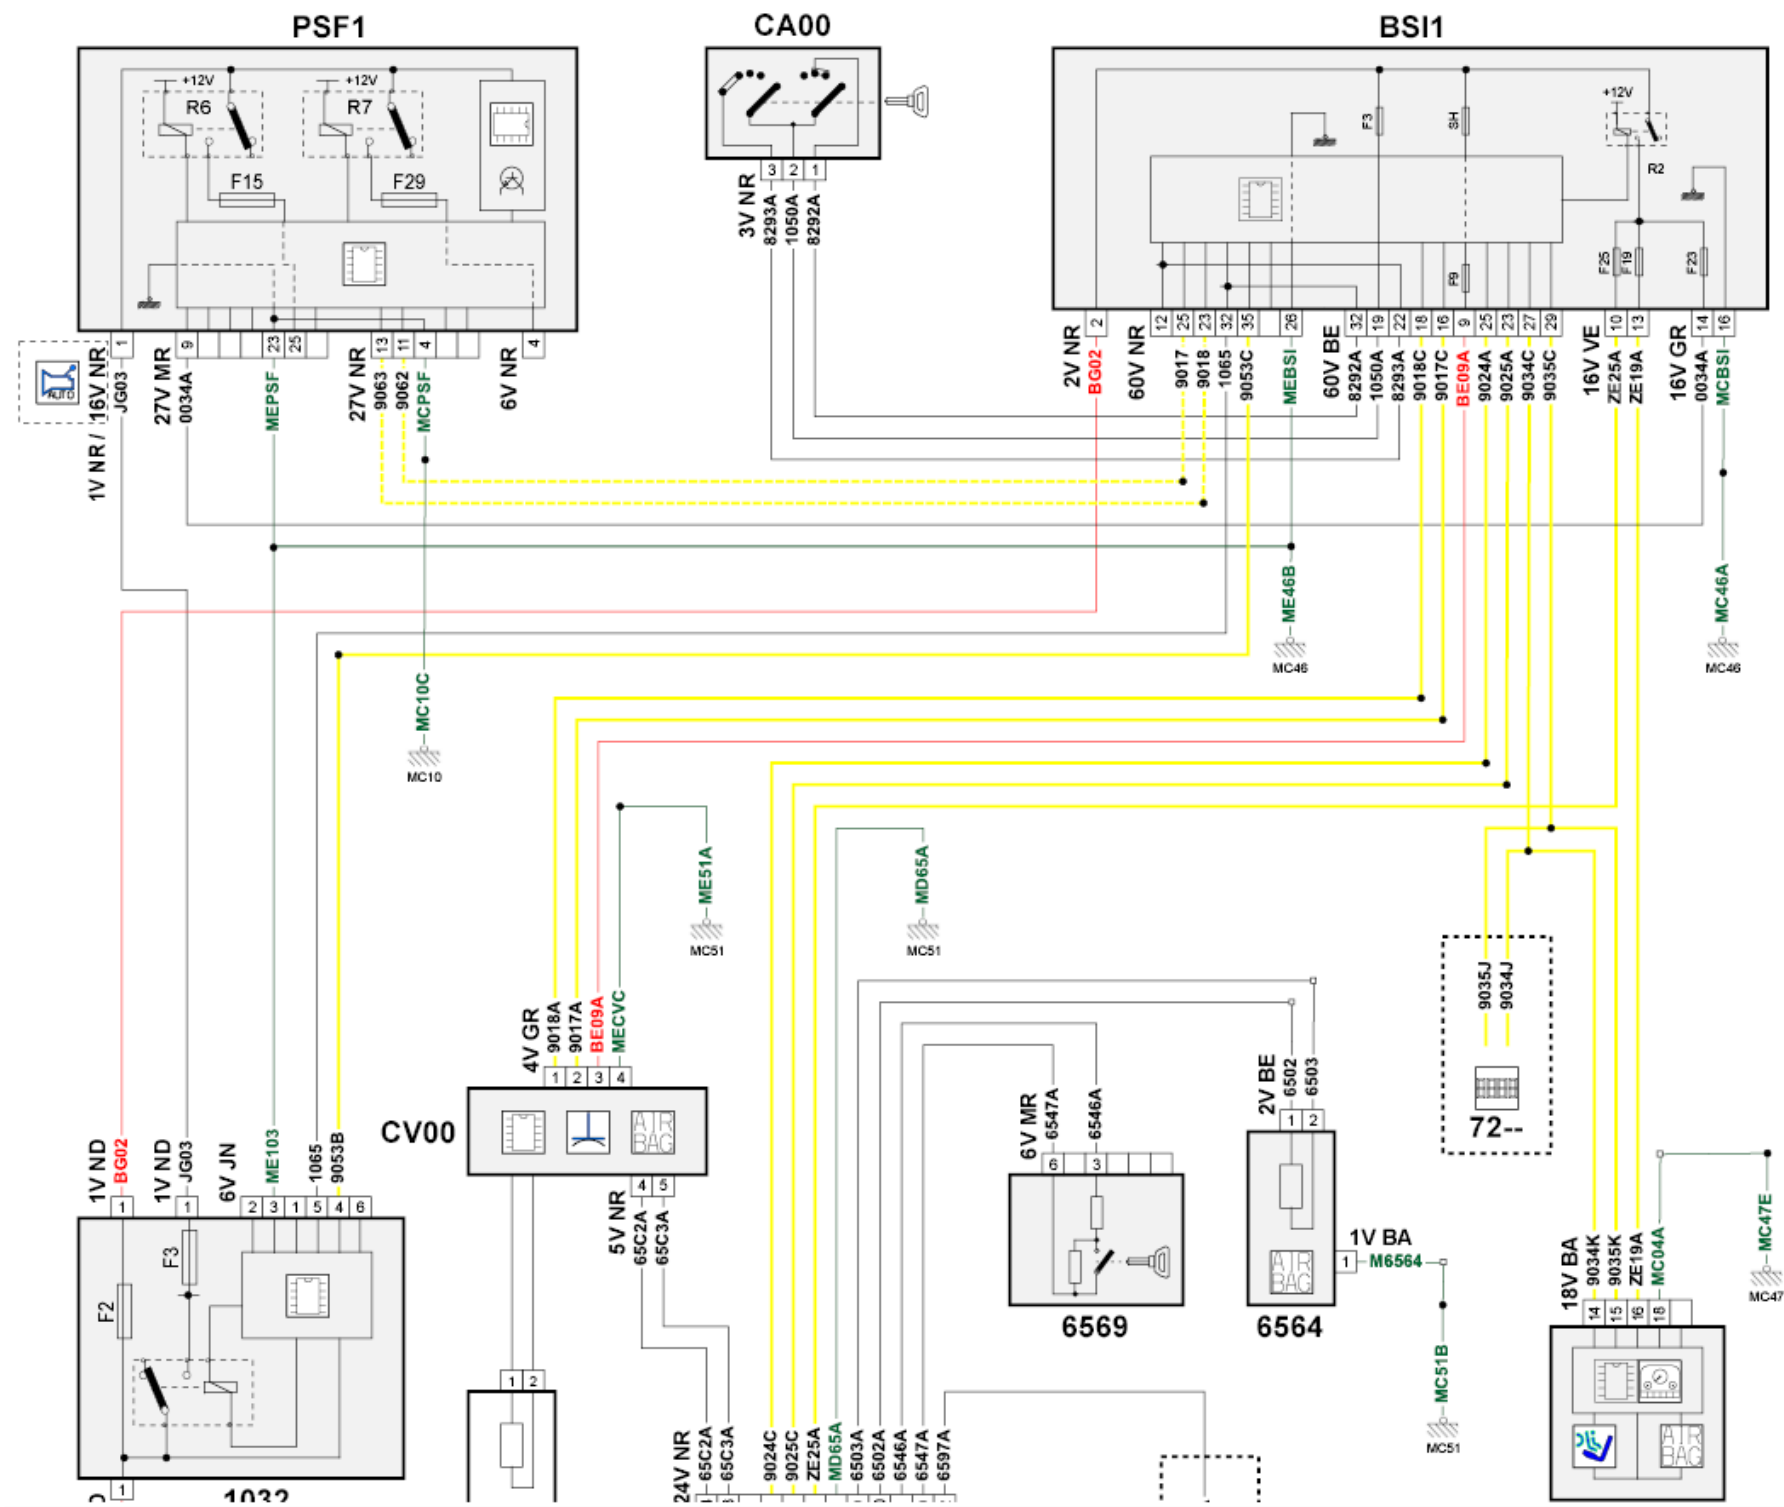 PSF1
CA00
BSI1
+12V
R6
+12V
R7
F15
F29
F3
SH
+12V
R2
F25
F19
F23
F9
3 2 1
3V NR
8293A
1050A
8292A
1
9
23
25
13
11
4
4
1V NR / 16V NR
JG03
27V MR
0034A
MEPSF
27V NR
9063
9062
MCPSF
6V NR
AUTO
2
12
25
23
32
35
26
32
19
22
18
16
9
25
23
27
29
10
13
14
16
2V NR
BG02
60V NR
9017
9018
1065
9053C
MEBSI
60V BE
8292A
1050A
8293A
9018C
9017C
BE09A
9024A
9025A
9034C
9035C
16V VE
ZE25A
ZE19A
16V GR
0034A
MCBSI
ME46B
MC46
MC46A
MC46
MC10C
MC10
ME51A
MC51
MD65A
MC51
9035J
9034J
72--
4V GR
9018A
9017A
BE09A
MECVC
1 2 3 4
CV00
AIR
BAG
4 5
5V NR
65C2A
65C3A
1V ND
BG02
1V ND
JG03
6V JN
ME103
1065
9053B
1
1
2 3 1 5 4 6
F3
F2
1
1032
1 2
6V MR
6547A
6546A
6 3
6569
2V BE
6502
6503
1 2
AIR
BAG
6564
1V BA
1
M6564
MC51B
MC51
MC47E
MC47
18V BA
9034K
9035K
ZE19A
MC04A
14
15
16
18
AIR
BAG
24V NR
65C2A
65C3A
9024C
9025C
ZE25A
MD65A
6503A
6502A
6546A
6547A
6597A